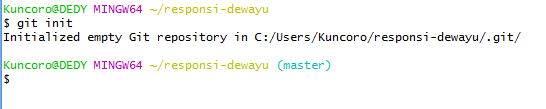 Kuncoro@DEDY MINGW64 ~/responsi-dewayu
$ git init
Initialized empty Git repository in C:/Users/Kuncoro/responsi-dewayu/.git/
Kuncoro@DEDY MINGW64 ~/responsi-dewayu (master)
$